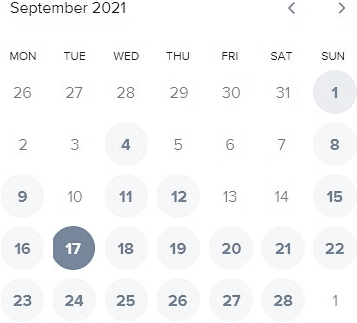 September 2021
MON TUE WED THU FRI SAT SUN
26 27 28 29 30 31 1
2 3 4 5 6 7 8
9 10 11 12 13 14 15
16 17 18 19 20 21 22
23 24 25 26 27 28 1